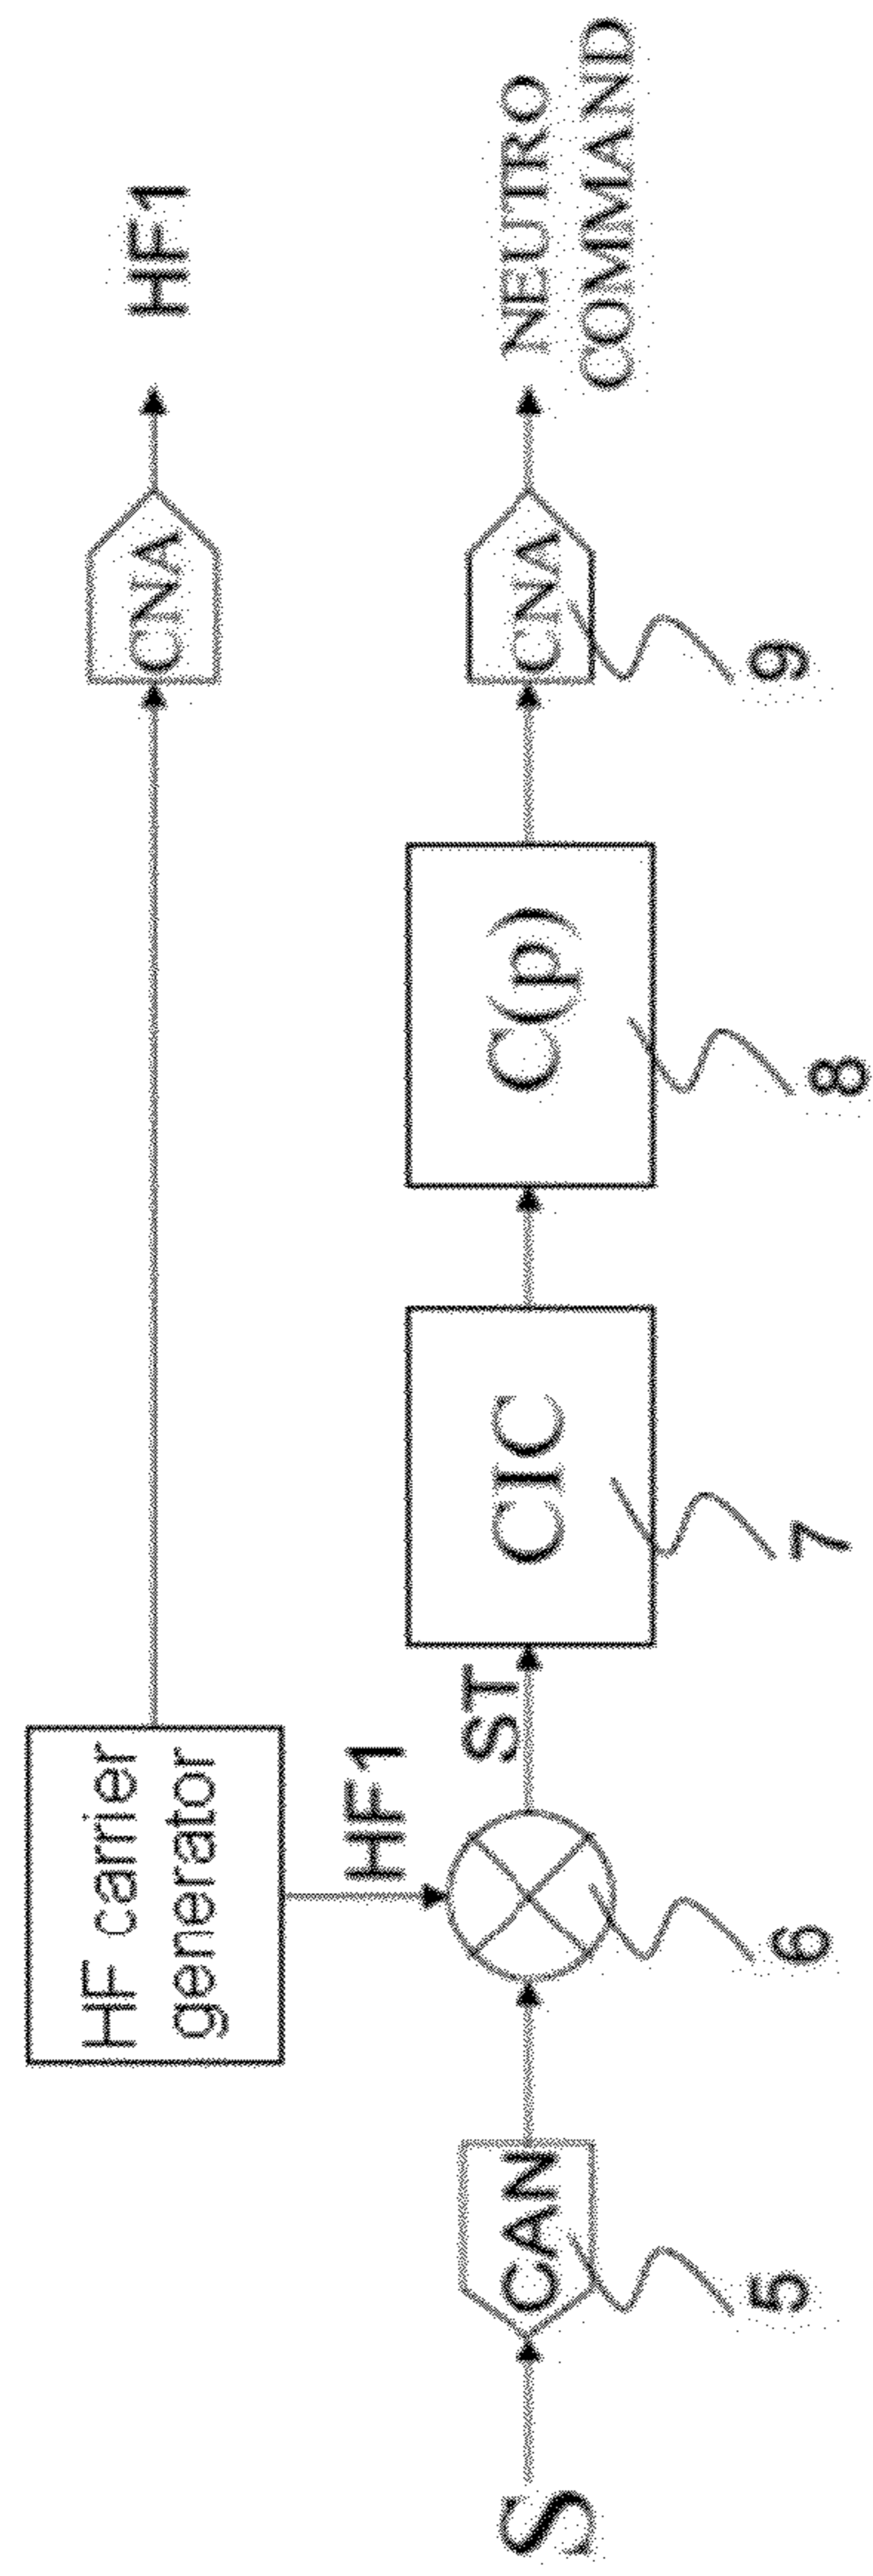 HF carrier
generator
CNA
HF1
HF1
S
CAN
ST
CIC
C(p)
CNA
NEUTRO
COMMAND
5
6
7
8
9